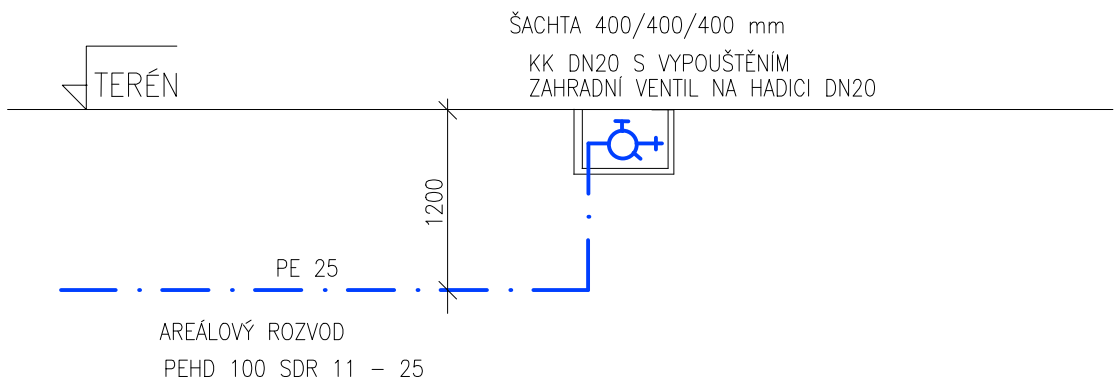 ŠACHTA 400/400/400 mm
KK DN20 S VYPOUŠTĚNÍM
ZAHRADNÍ VENTIL NA HADICI DN20
TERÉN
1200
PE 25
AREÁLOVÝ ROZVOD
PEHD 100 SDR 11 – 25